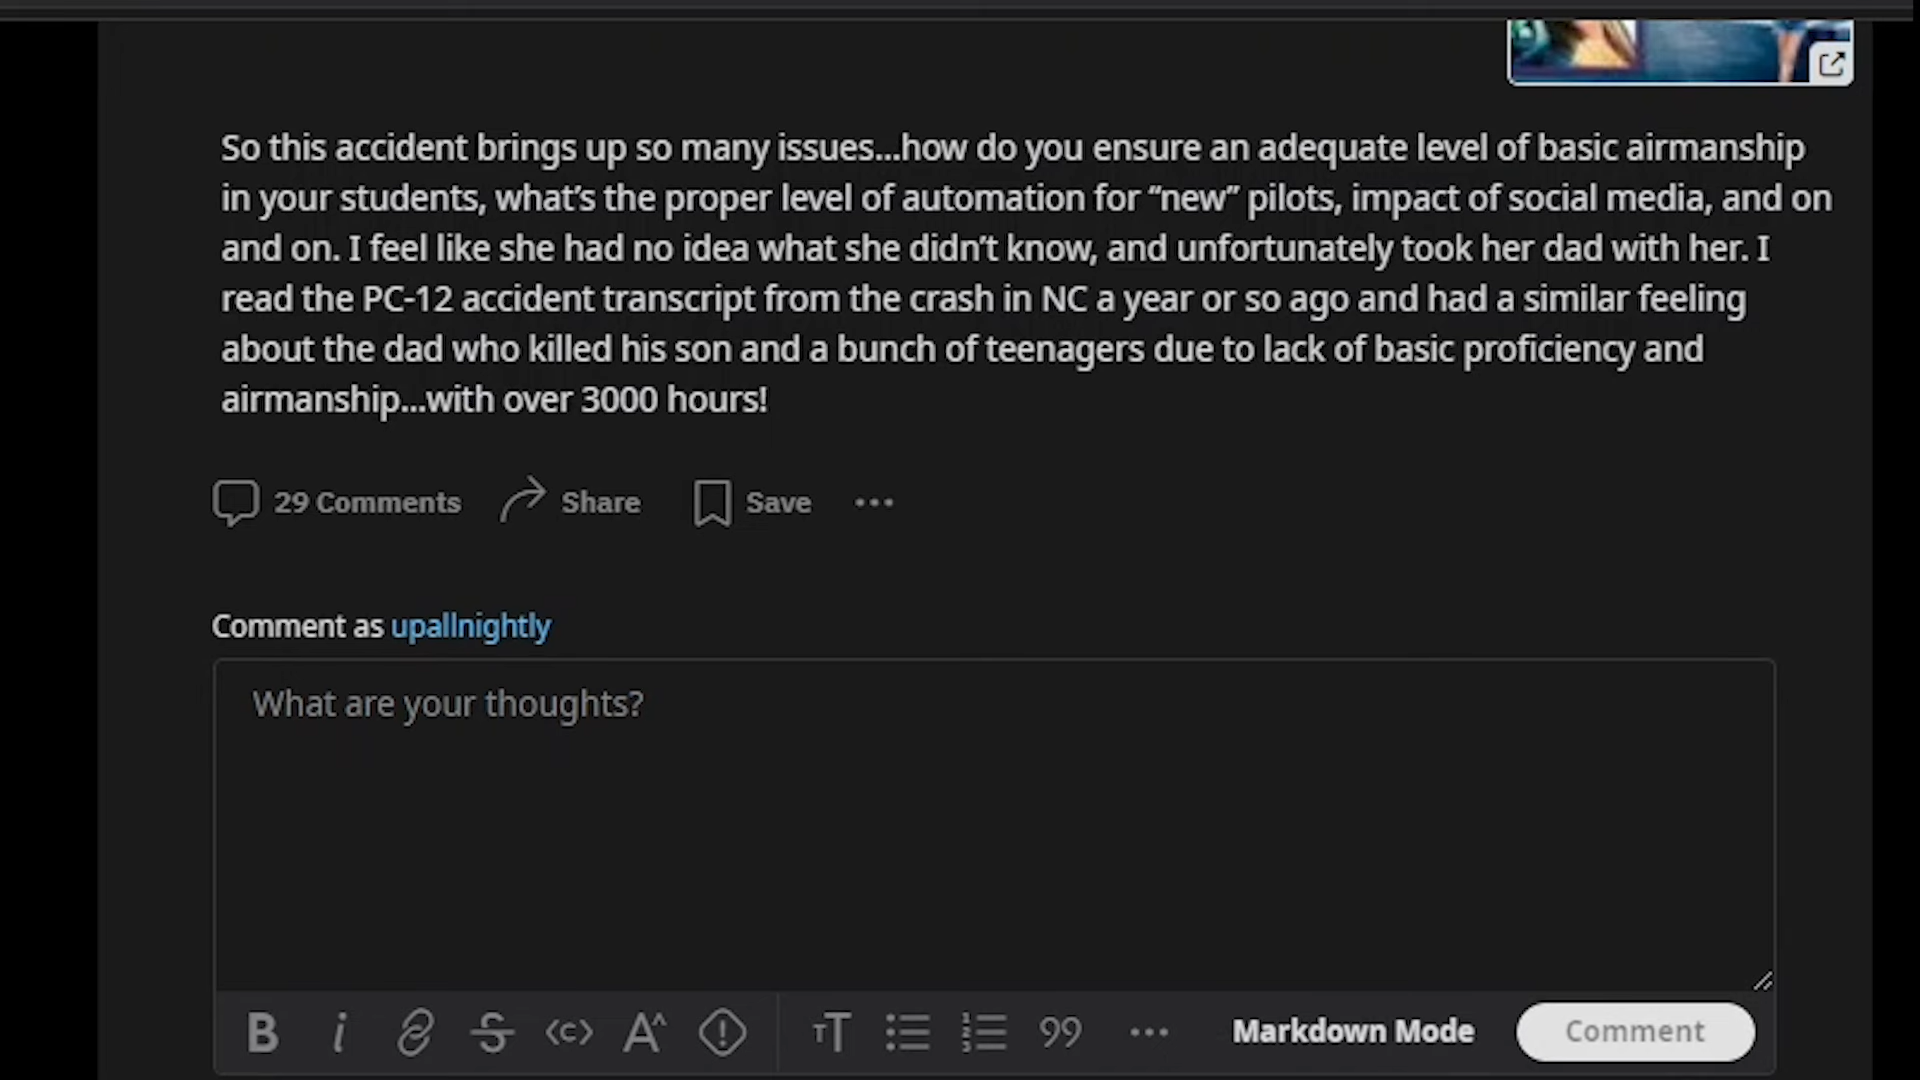 So this accident brings up so many issues...how do you ensure an adequate level of basic airmanship
in your students, what’s the proper level of automation for “new” pilots, impact of social media, and on
and on. I feel like she had no idea what she didn’t know, and unfortunately took her dad with her. I
read the PC-12 accident transcript from the crash in NC a year or so ago and had a similar feeling
about the dad who killed his son and a bunch of teenagers due to lack of basic proficiency and
airmanship...with over 3000 hours!
29 Comments Share Save
Comment as upallnightly
What are your thoughts?
Markdown Mode Comment